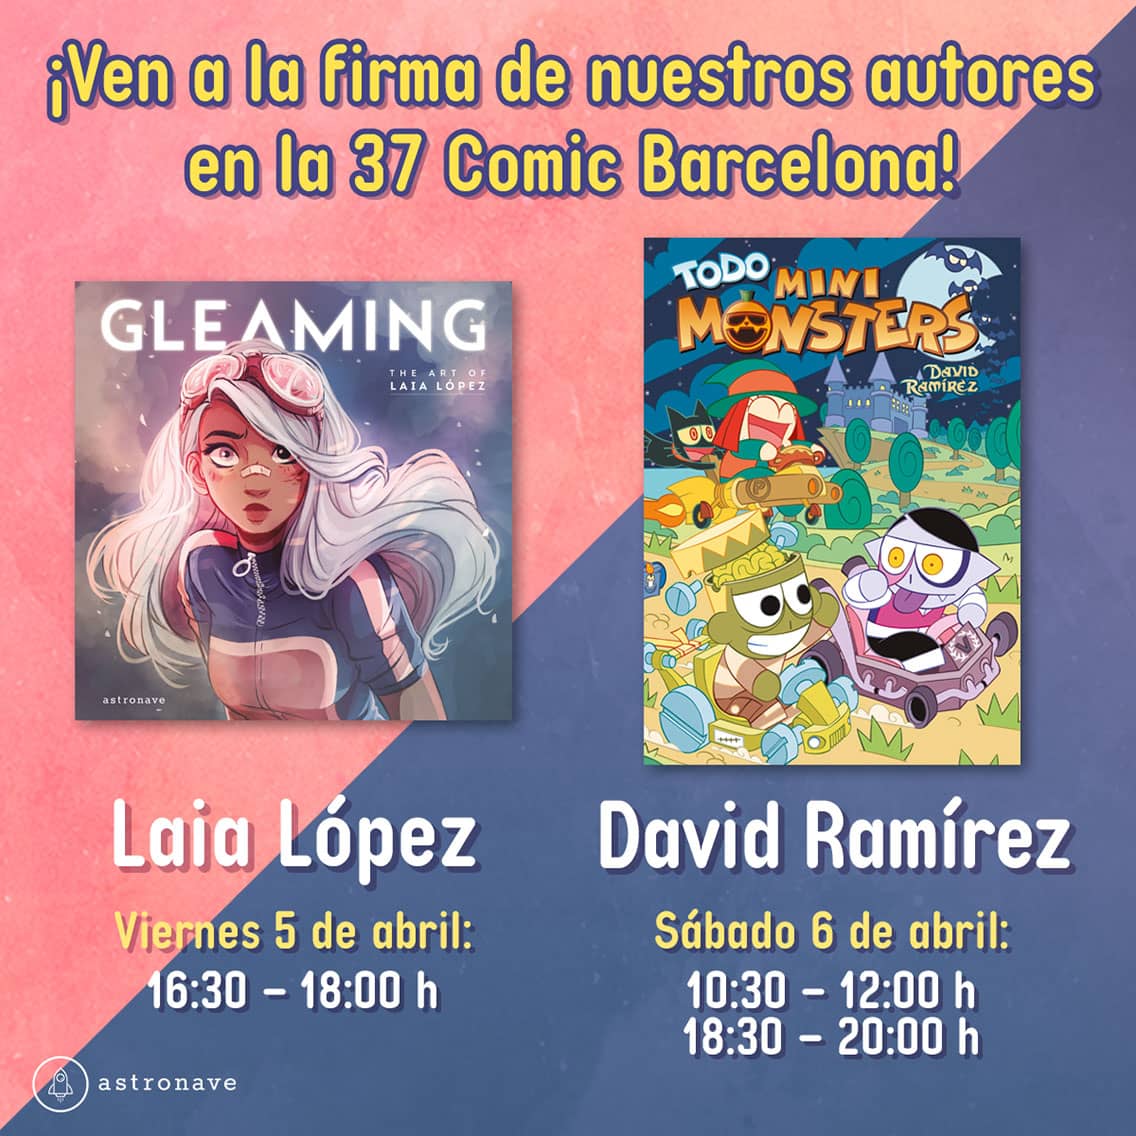 ¡Ven a la firma de nuestros autores
en la 37 Comic Barcelona!
GLEAMING
THE ART OF
LAIA LÓPEZ
astronave
TODO
MINI
MONSTERS
DAVID
RAMÍREZ
Laia López
Viernes 5 de abril:
16:30 – 18:00 h
David Ramírez
Sábado 6 de abril:
10:30 – 12:00 h
18:30 – 20:00 h
astronave